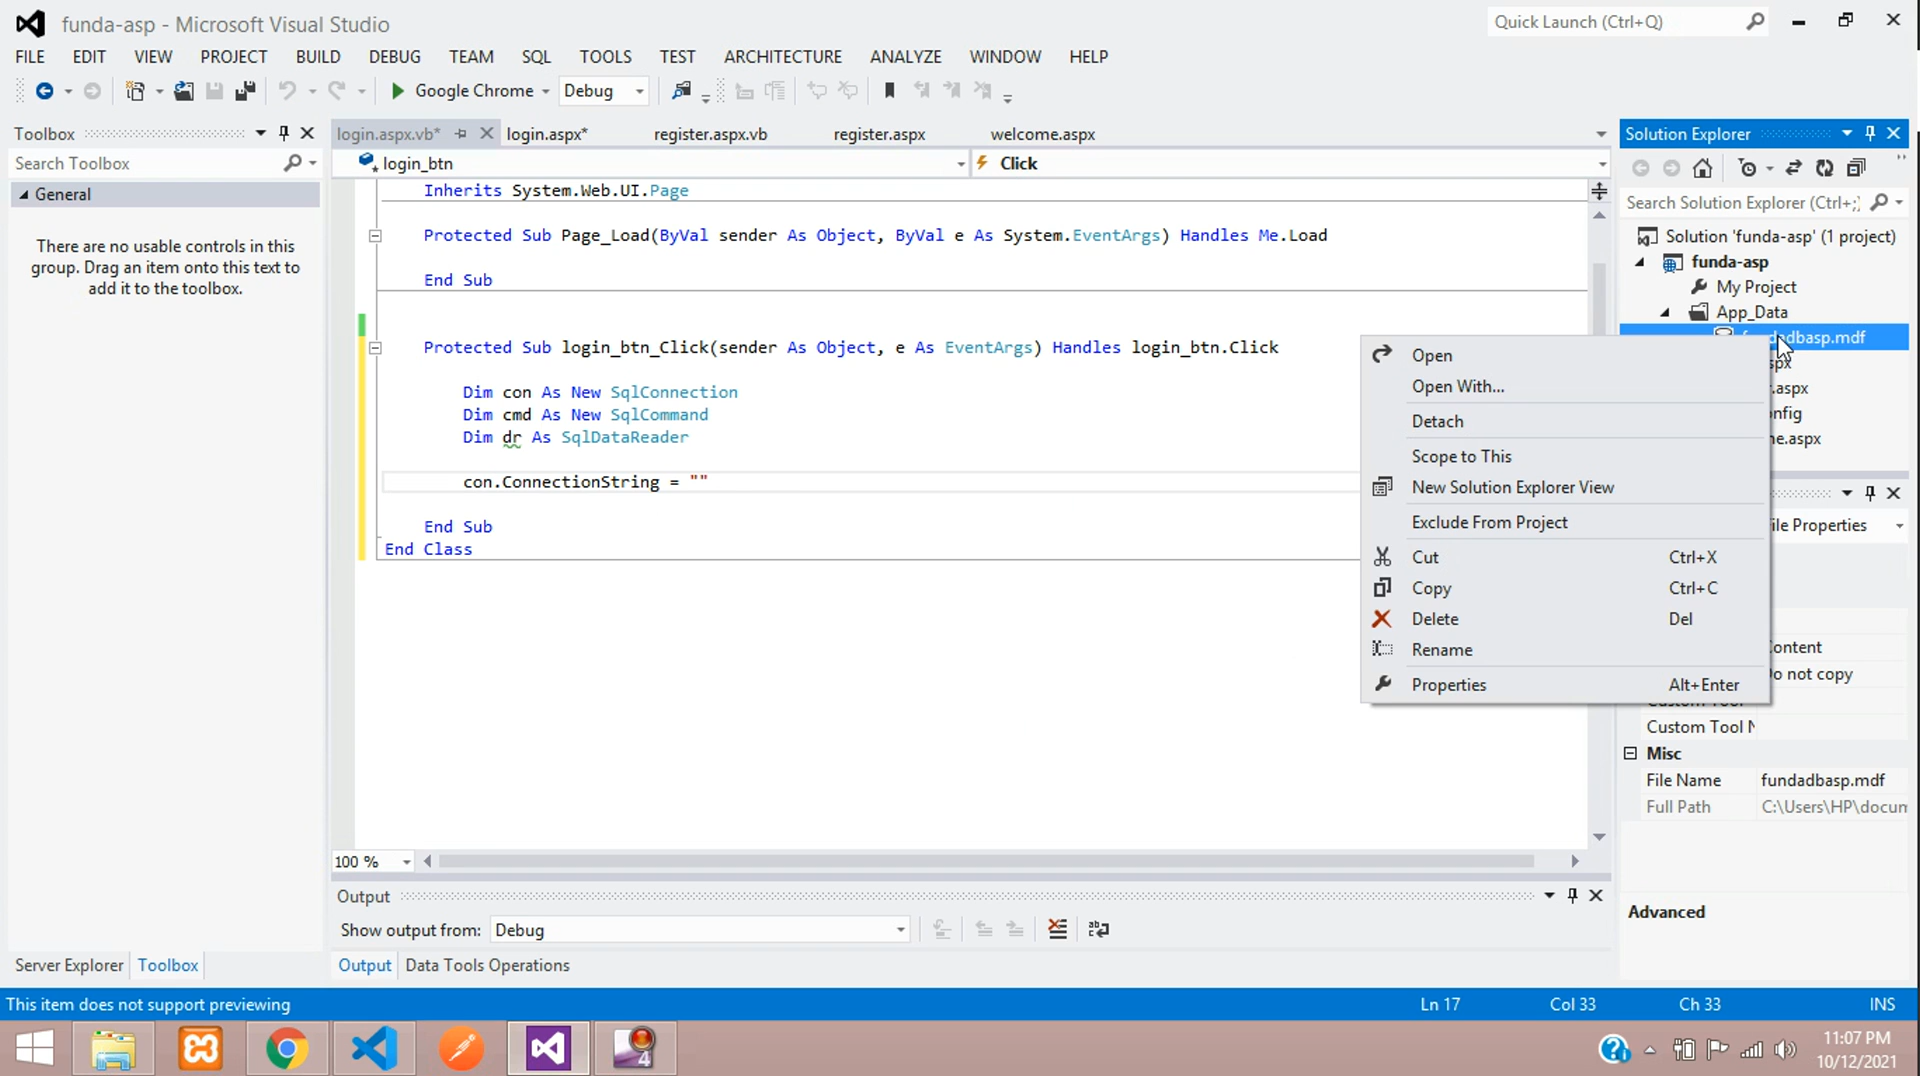 funda-asp - Microsoft Visual Studio
Quick Launch (Ctrl+Q)
FILE EDIT VIEW PROJECT BUILD DEBUG TEAM SQL TOOLS TEST ARCHITECTURE ANALYZE WINDOW HELP
Google Chrome Debug
Toolbox
Search Toolbox
General
There are no usable controls in this
group. Drag an item onto this text to
add it to the toolbox.
Server Explorer Toolbox
login.aspx.vb* login.aspx* register.aspx.vb register.aspx welcome.aspx
login_btn Click
Inherits System.Web.UI.Page
Protected Sub Page_Load(ByVal sender As Object, ByVal e As System.EventArgs) Handles Me.Load
End Sub
Protected Sub login_btn_Click(sender As Object, e As EventArgs) Handles login_btn.Click
Dim con As New SqlConnection
Dim cmd As New SqlCommand
Dim dr As SqlDataReader
con.ConnectionString = ""
End Sub
End Class
100 %
Output
Show output from: Debug
Output Data Tools Operations
Open
Open With...
Detach
Scope to This
New Solution Explorer View
Exclude From Project
Cut Ctrl+X
Copy Ctrl+C
Delete Del
Rename
Properties Alt+Enter
Solution Explorer
Search Solution Explorer (Ctrl+;)
Solution 'funda-asp' (1 project)
funda-asp
My Project
App_Data
dbasp.mdf
.aspx
e.aspx
File Properties
Content
Do not copy
Custom Tool N
Misc
File Name fundadbasp.mdf
Full Path C:\Users\HP\docum
Advanced
This item does not support previewing
Ln 17 Col 33 Ch 33 INS
4
11:07 PM
10/12/2021